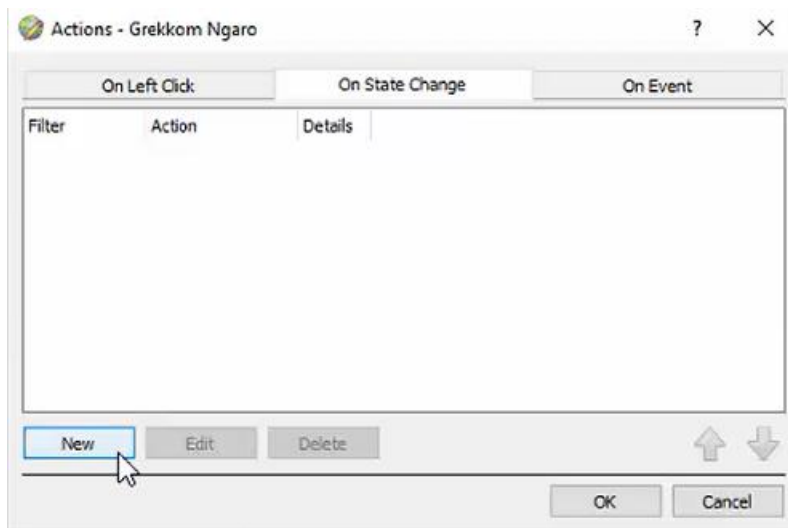 Actions - Grekkom Ngaro ? ×
On Left Click On State Change On Event
Filter Action Details
New Edit Delete
OK Cancel